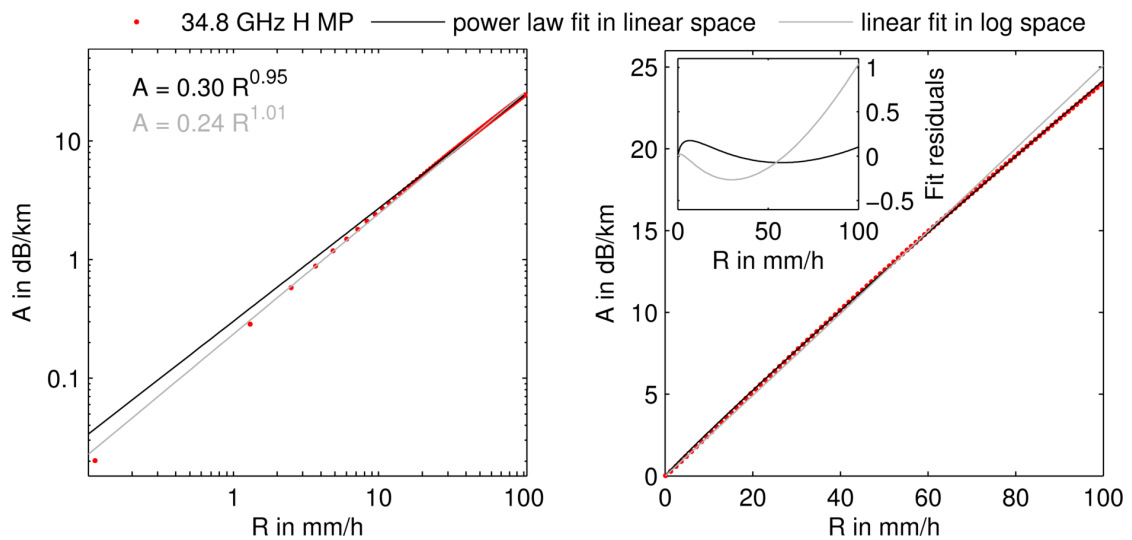 34.8 GHz H MP power law fit in linear space linear fit in log space
A = 0.30 R^0.95
A = 0.24 R^1.01
10
1
0.1
1 10 100
R in mm/h
A in dB/km
25
20
15
10
5
0
0 20 40 60 80 100
R in mm/h
A in dB/km
1
0.5
0
−0.5
0 50 100
R in mm/h
Fit residuals